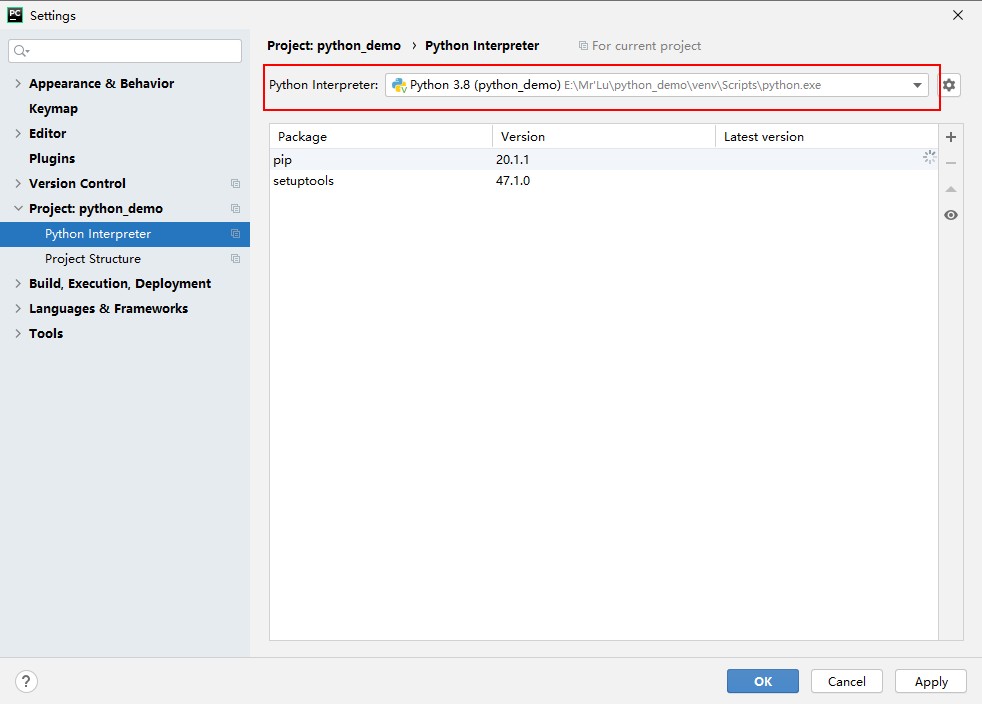 PC Settings
Project: python_demo › Python Interpreter For current project
Python Interpreter: Python 3.8 (python_demo) E:\Mr'Lu\python_demo\venv\Scripts\python.exe
Appearance & Behavior
Keymap
Editor
Plugins
Version Control
Project: python_demo
Python Interpreter
Project Structure
Build, Execution, Deployment
Languages & Frameworks
Tools
Package Version Latest version
pip 20.1.1
setuptools 47.1.0
?
OK Cancel Apply